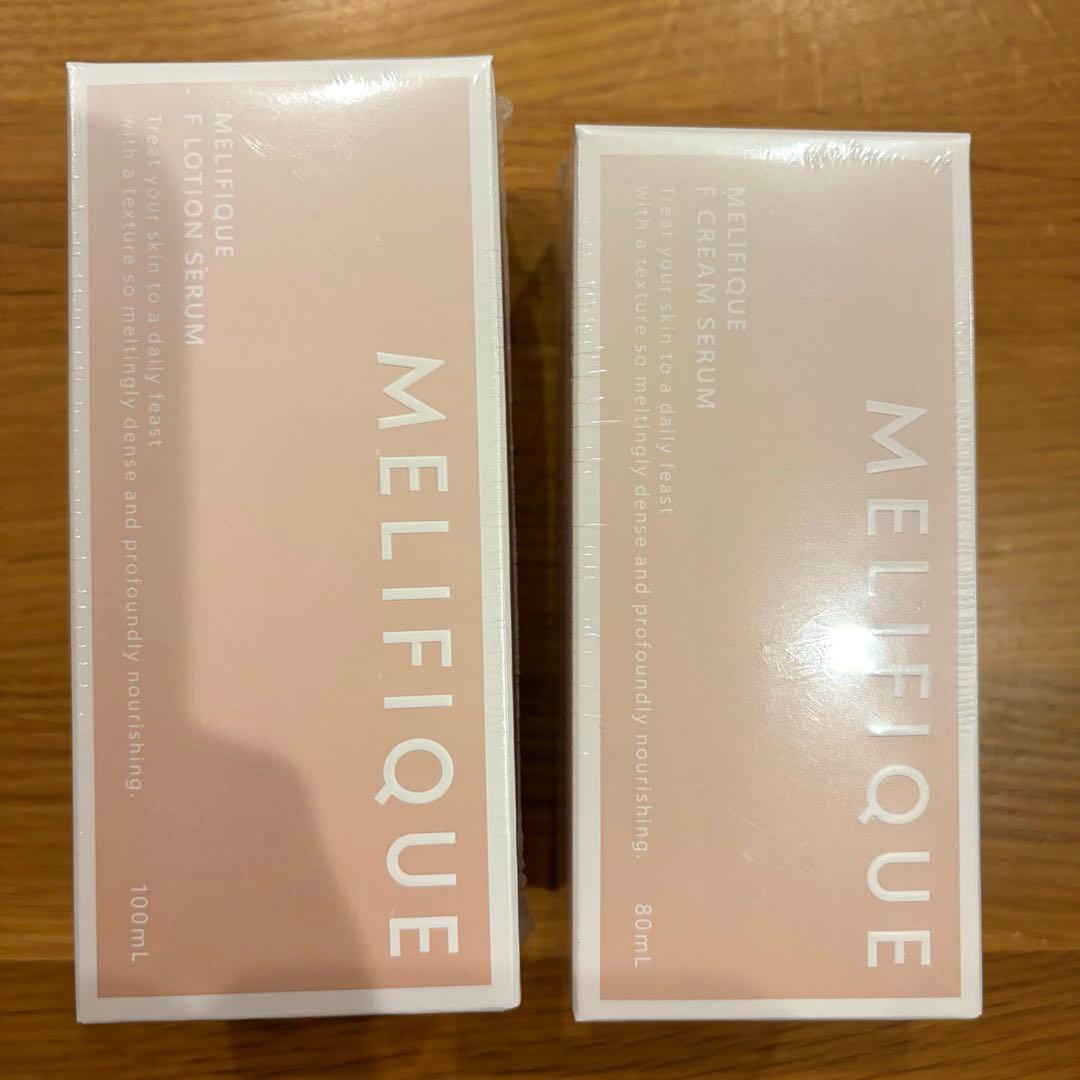 MELIFIQUE
F LOTION SERUM
Treat your skin to a daily feast
with a texture so meltingly dense and profoundly nourishing.
100mL
MELIFIQUE
MELIFIQUE
F CREAM SERUM
Treat your skin to a daily feast
with a texture so meltingly dense and profoundly nourishing.
80mL
MELIFIQUE